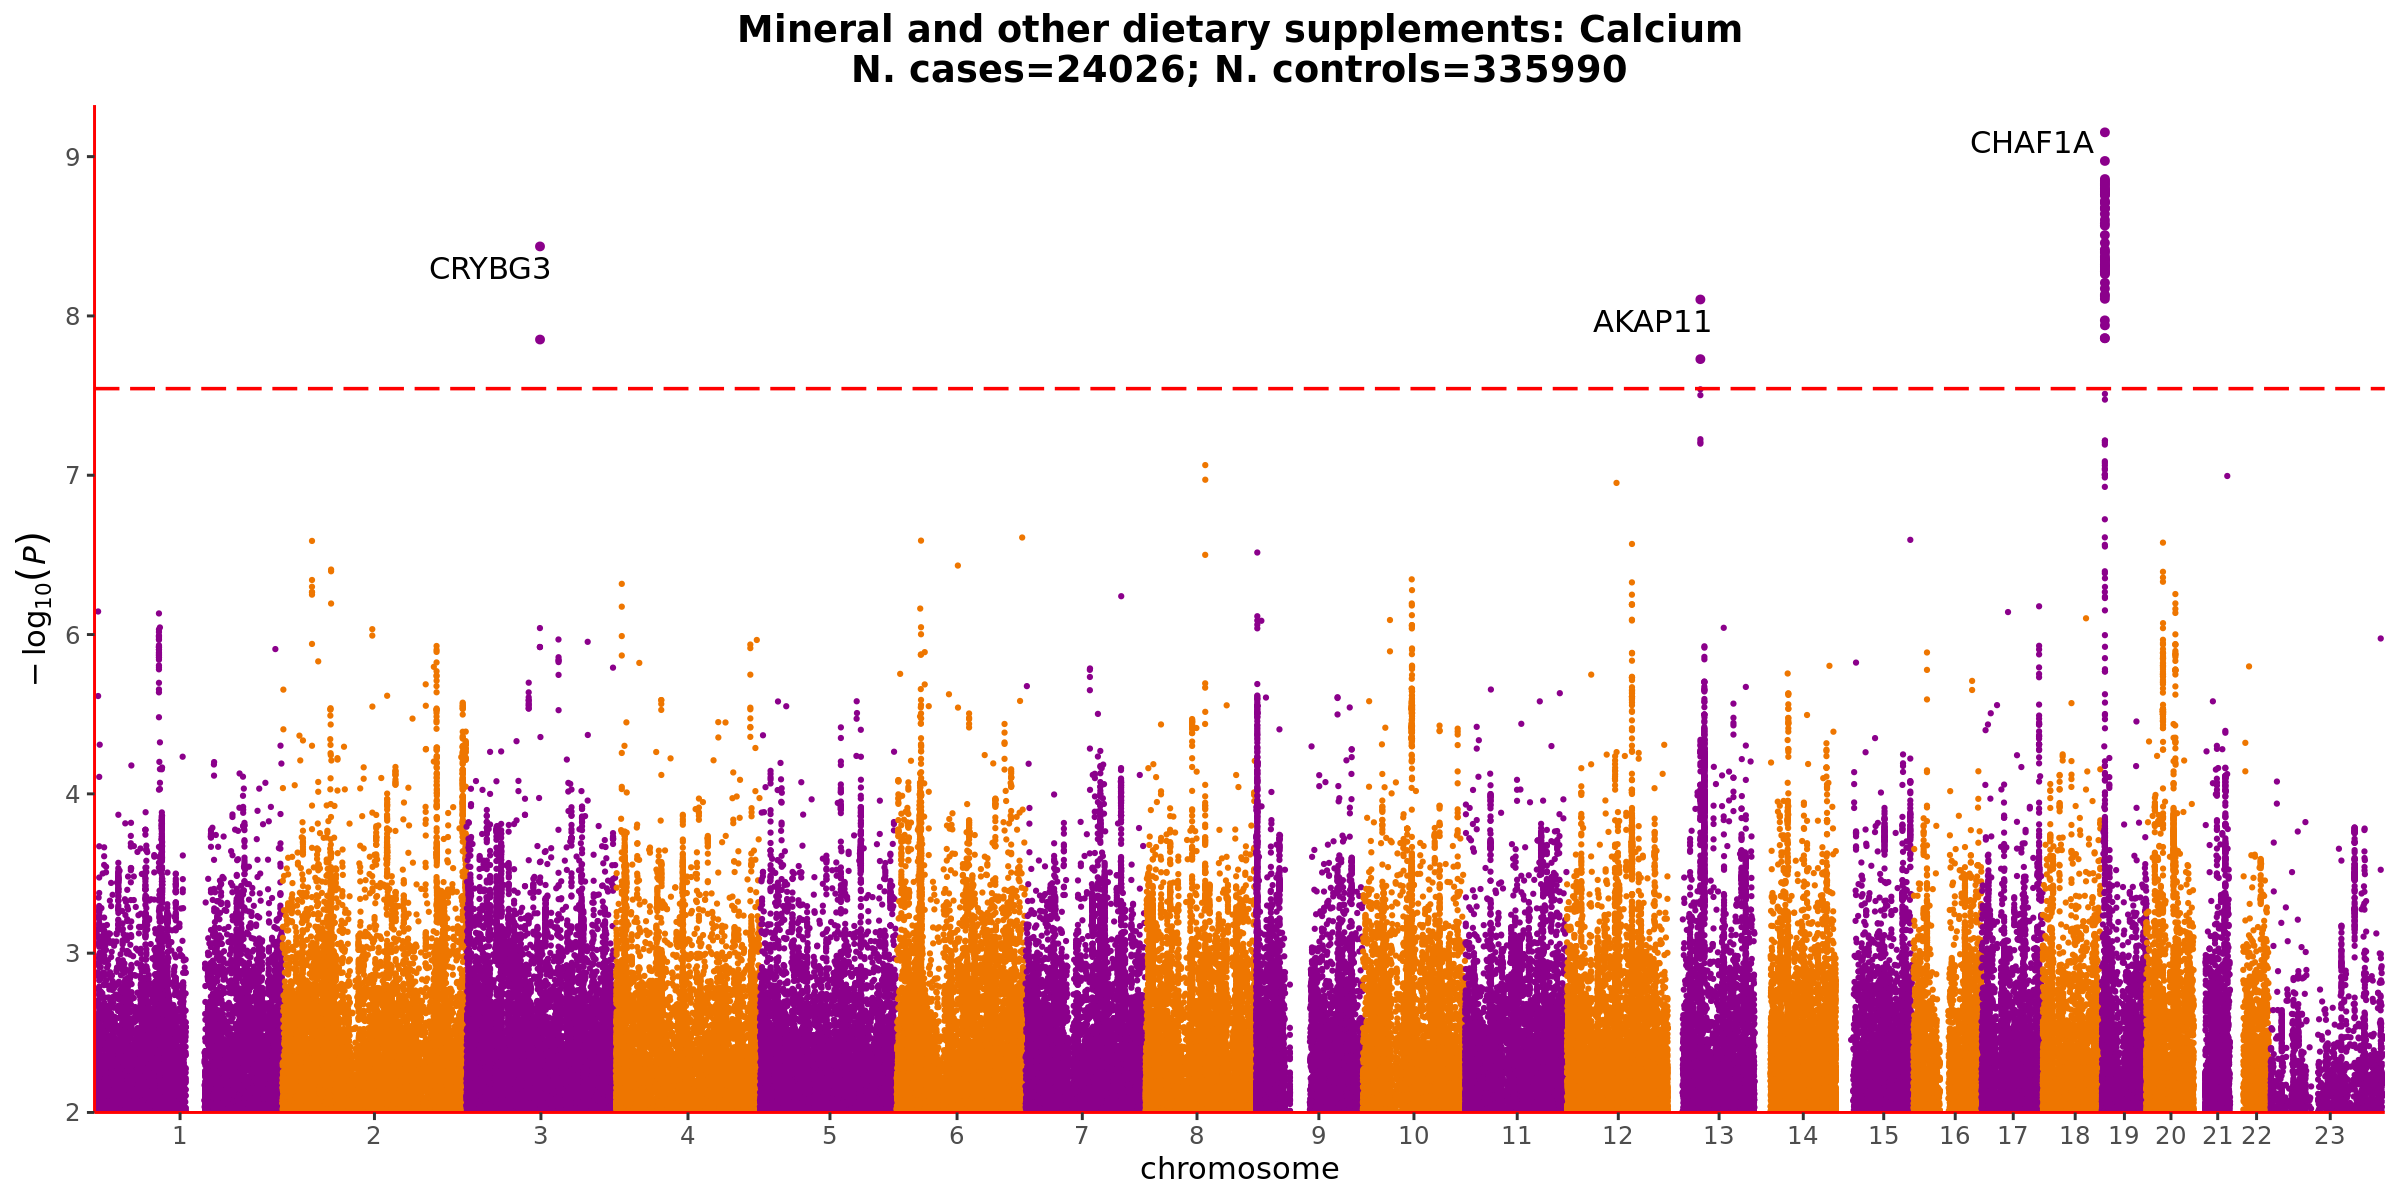 Mineral and other dietary supplements: Calcium
N. cases=24026; N. controls=335990
CHAF1A
CRYBG3
AKAP11
9
8
7
6
4
3
2
−log10(P)
1 2 3 4 5 6 7 8 9 10 11 12 13 14 15 16 17 18 19 20 21 22 23
chromosome